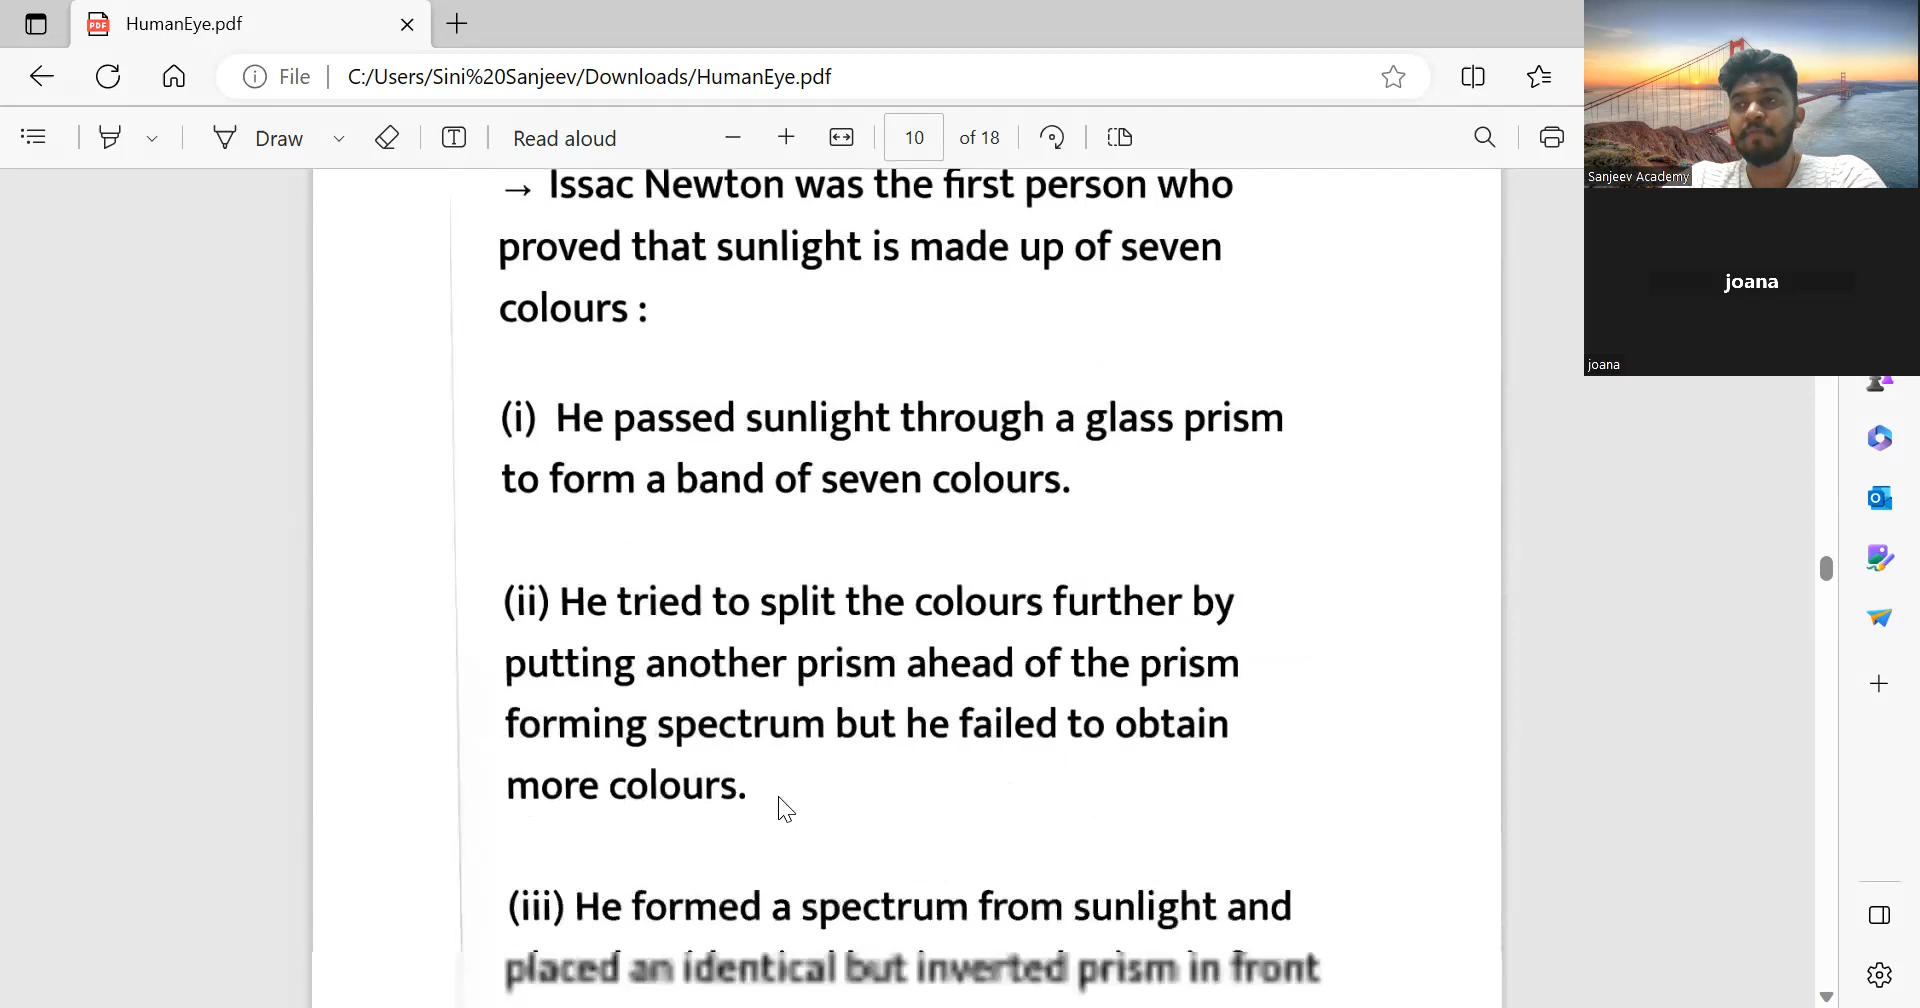 HumanEye.pdf
File
C:/Users/Sini%20Sanjeev/Downloads/HumanEye.pdf
Draw
Read aloud
10 of 18
→ Issac Newton was the first person who
proved that sunlight is made up of seven
colours :
(i) He passed sunlight through a glass prism
to form a band of seven colours.
(ii) He tried to split the colours further by
putting another prism ahead of the prism
forming spectrum but he failed to obtain
more colours.
(iii) He formed a spectrum from sunlight and
placed an identical but inverted prism in front
Sanjeev Academy
joana
joana